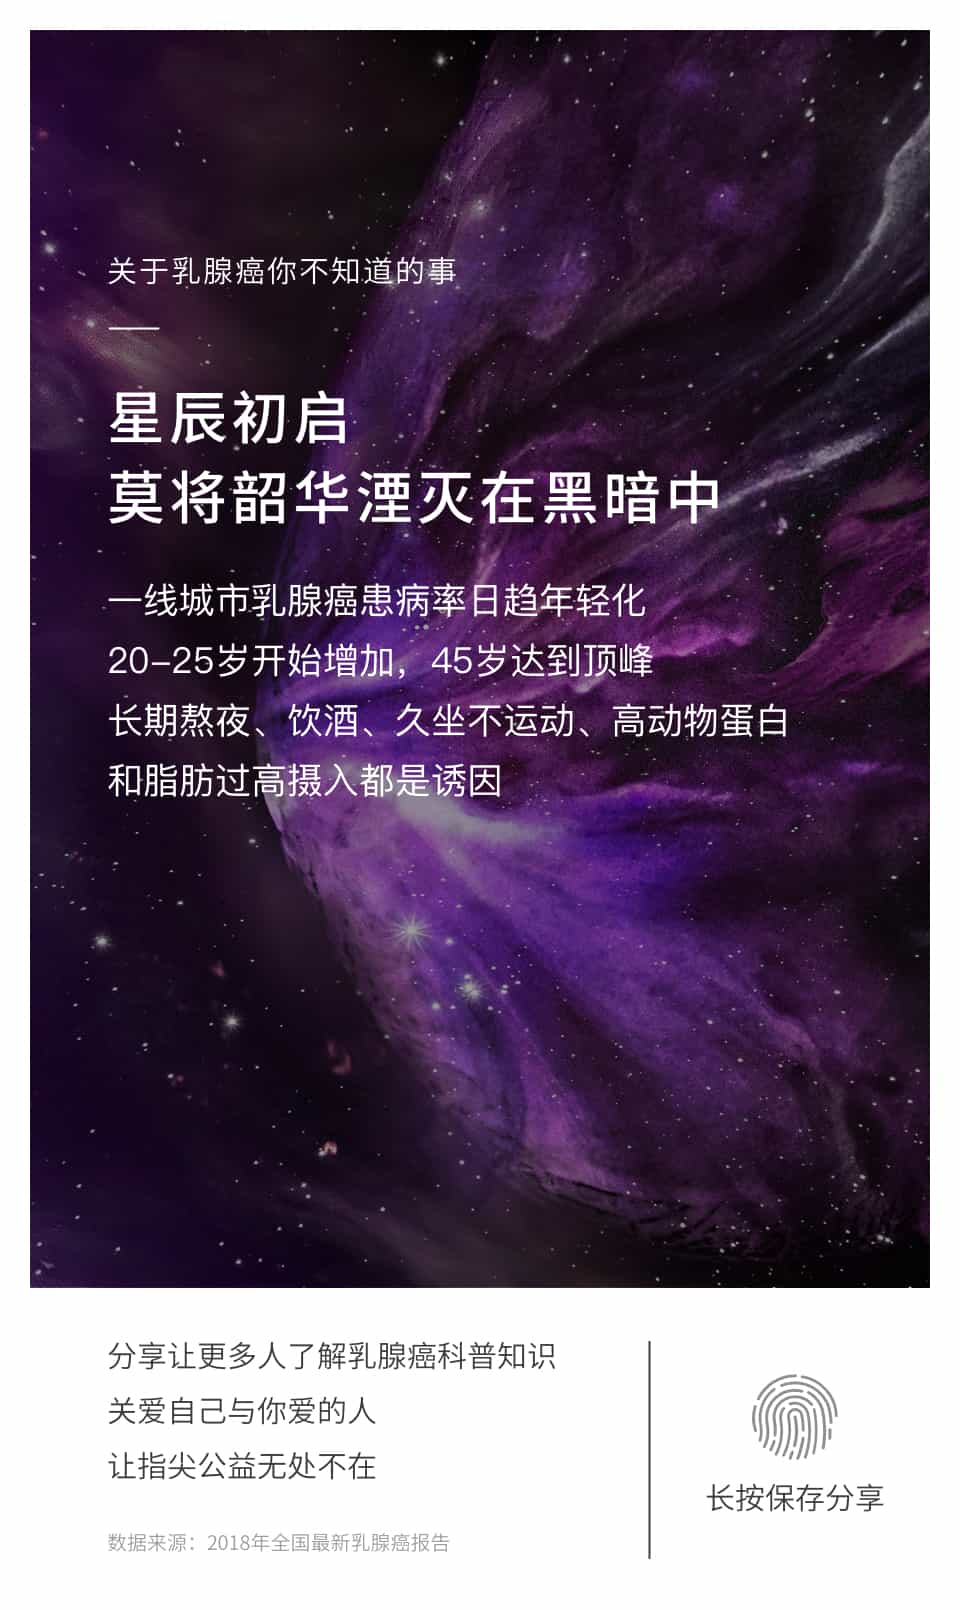 关于乳腺癌你不知道的事
星辰初启
莫将韶华湮灭在黑暗中
一线城市乳腺癌患病率日趋年轻化
20-25岁开始增加，45岁达到顶峰
长期熬夜、饮酒、久坐不运动、高动物蛋白
和脂肪过高摄入都是诱因
分享让更多人了解乳腺癌科普知识
关爱自己与你爱的人
让指尖公益无处不在
数据来源：2018年全国最新乳腺癌报告
长按保存分享